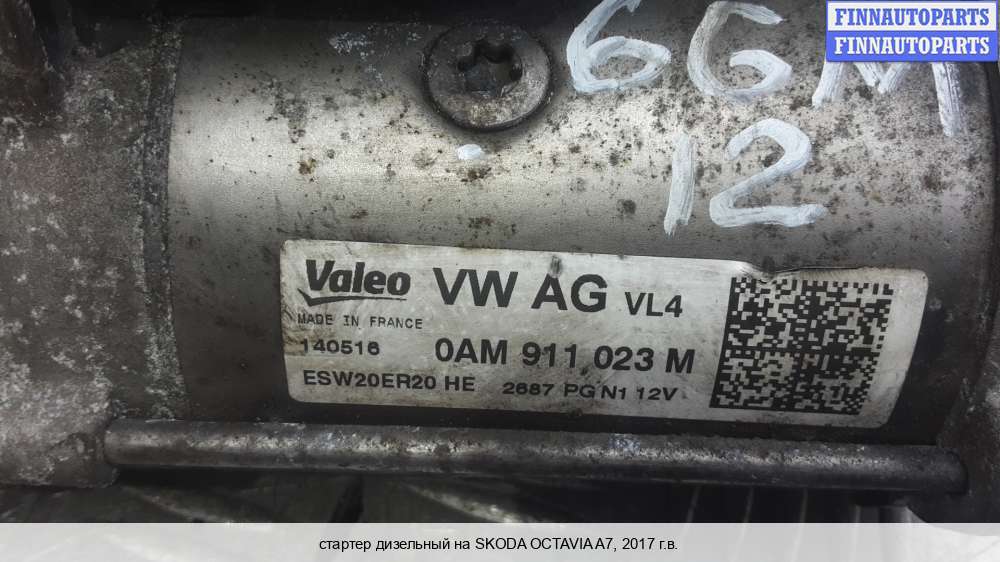 FINNAUTOPARTS
FINNAUTOPARTS
6GM
12
Valeo VW AG VL4
MADE IN FRANCE
140516 0AM 911 023 M
ESW20ER20 HE 2687 PG N1 12V
стартер дизельный на SKODA OCTAVIA A7, 2017 г.в.